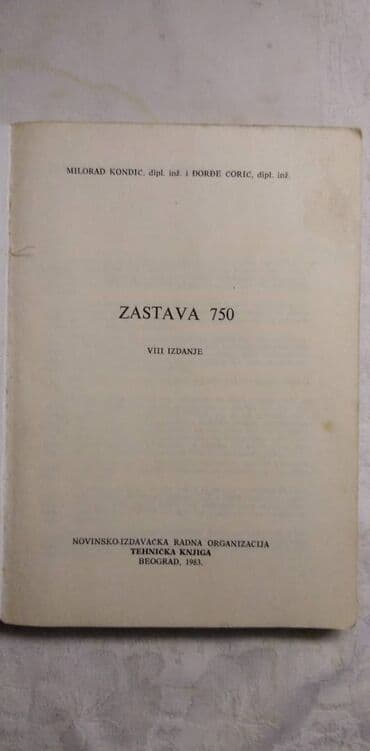 MILORAD KONDIĆ, dipl. inž. i ĐORĐE ĆORIĆ, dipl. inž.
ZASTAVA 750
VIII IZDANJE
NOVINSKO-IZDAVAČKA RADNA ORGANIZACIJA
TEHNIČKA KNJIGA
BEOGRAD, 1983.